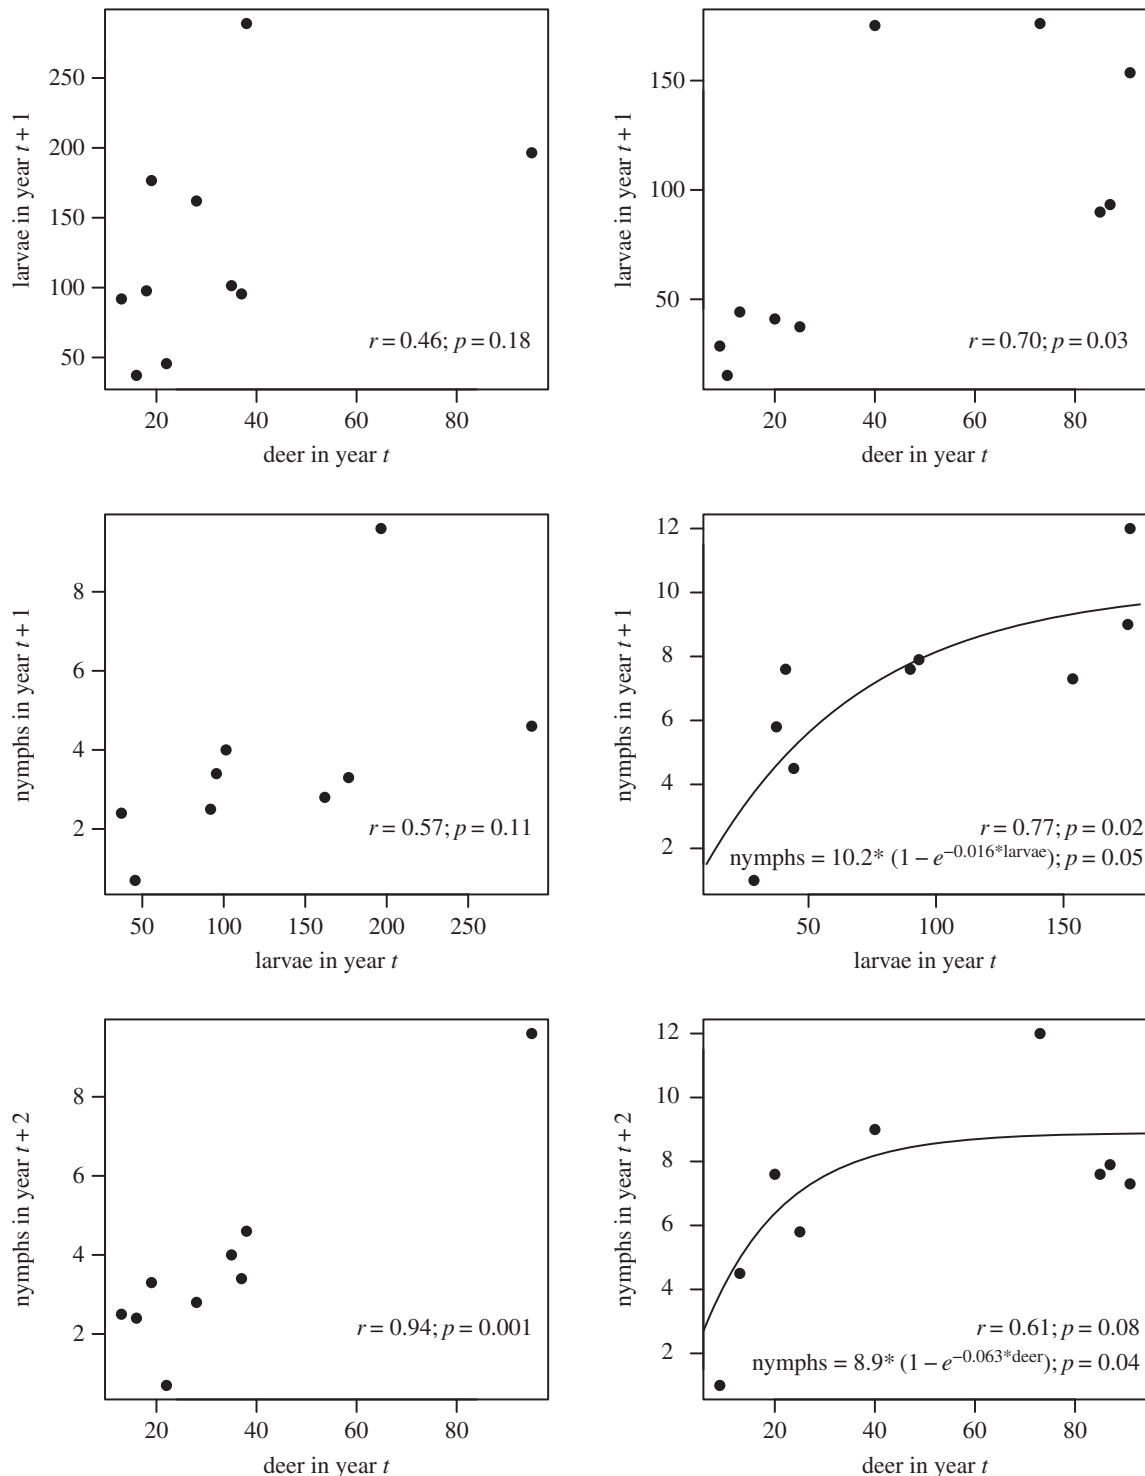 larvae in year t + 1
250
200
150
100
50
r = 0.46; p = 0.18
20 40 60 80
deer in year t
larvae in year t + 1
150
100
50
r = 0.70; p = 0.03
20 40 60 80
deer in year t
nymphs in year t + 1
8
6
4
2
r = 0.57; p = 0.11
50 100 150 200 250
larvae in year t
nymphs in year t + 1
12
10
8
6
4
2
r = 0.77; p = 0.02
nymphs = 10.2* (1 – e^–0.016*larvae); p = 0.05
50 100 150
larvae in year t
nymphs in year t + 2
8
6
4
2
r = 0.94; p = 0.001
20 40 60 80
deer in year t
nymphs in year t + 2
12
10
8
6
4
2
r = 0.61; p = 0.08
nymphs = 8.9* (1 – e^–0.063*deer); p = 0.04
20 40 60 80
deer in year t